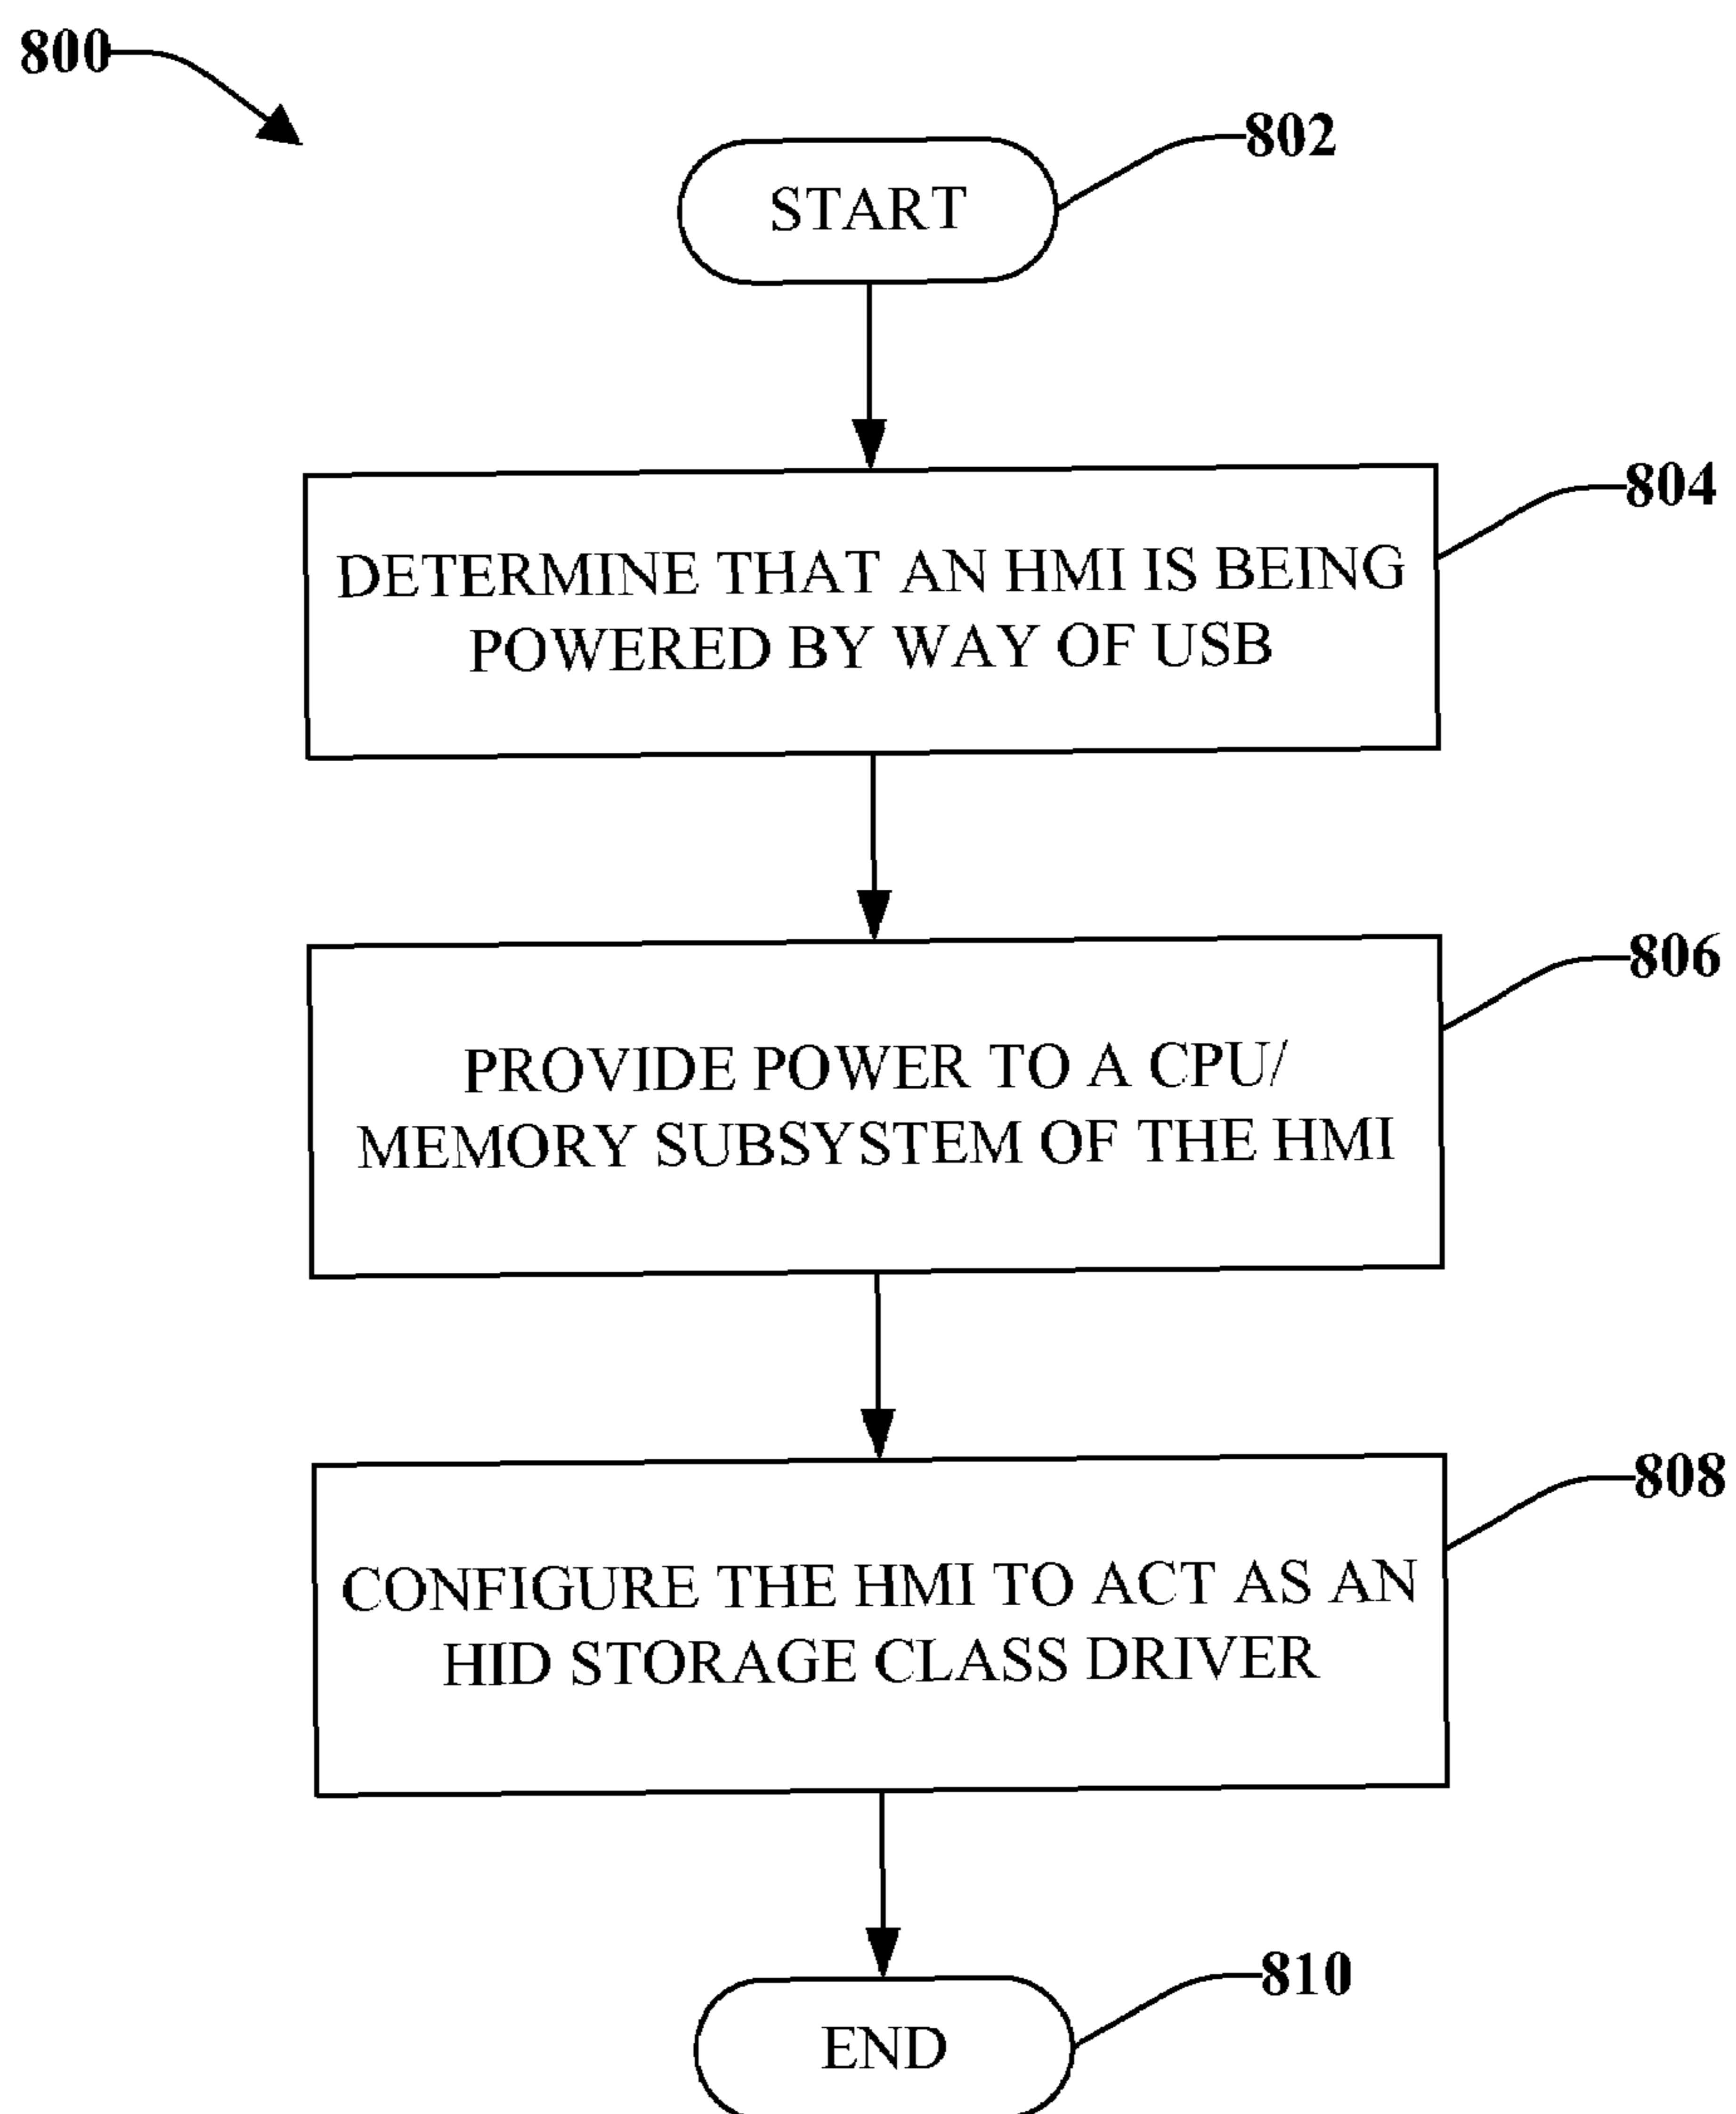 800
802
START
804
DETERMINE THAT AN HMI IS BEING
POWERED BY WAY OF USB
806
PROVIDE POWER TO A CPU/
MEMORY SUBSYSTEM OF THE HMI
808
CONFIGURE THE HMI TO ACT AS AN
HID STORAGE CLASS DRIVER
810
END